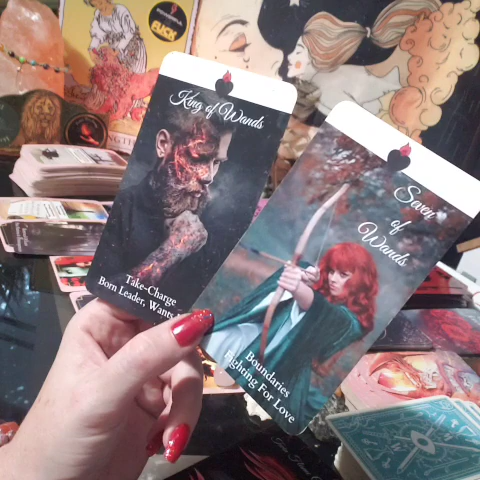 King of Wands
Take-Charge
Born Leader, Wants
Seven
of
Wands
Boundaries
Fighting For Love